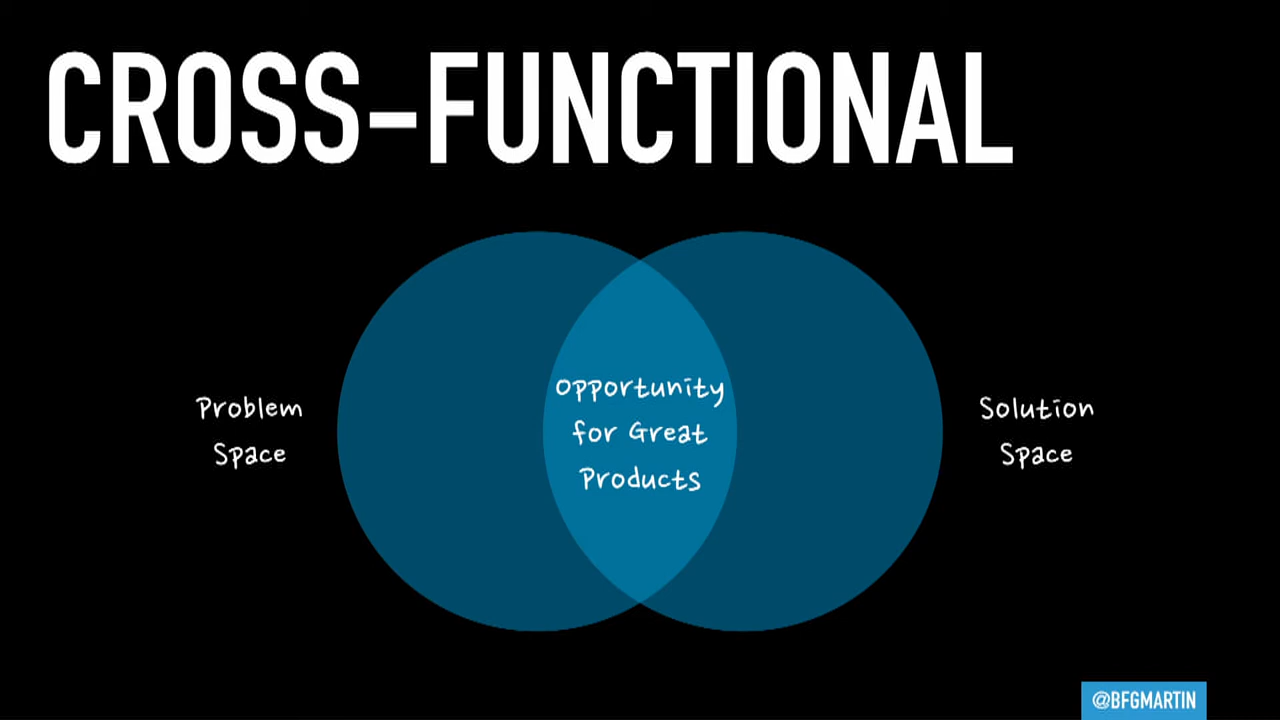 CROSS-FUNCTIONAL
Problem
Space
Opportunity
for Great
Products
Solution
Space
@BFGMARTIN